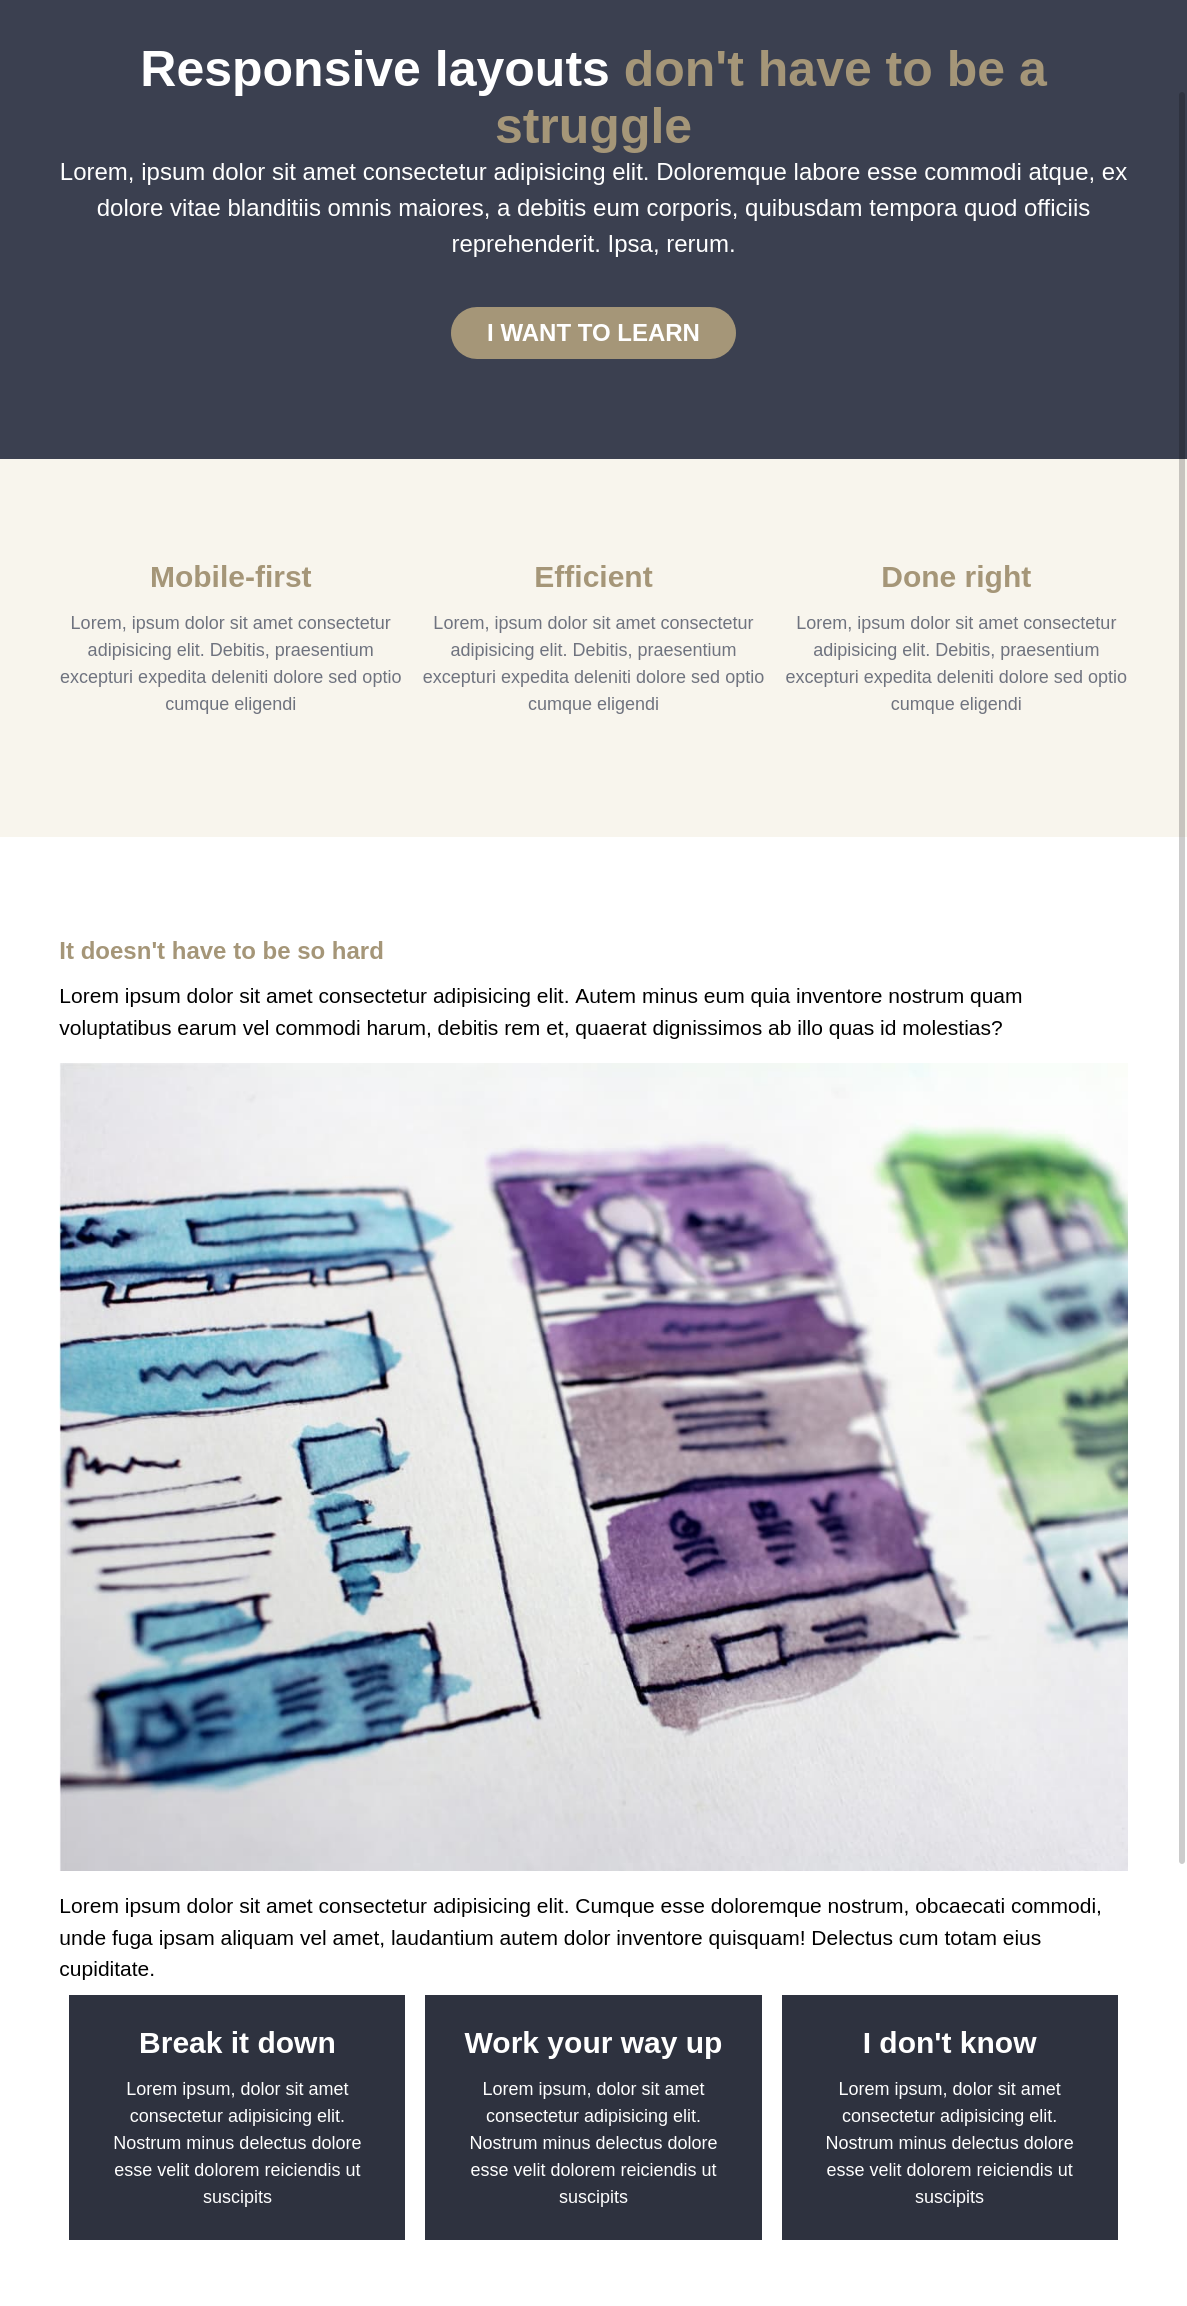 Responsive layouts don't have to be a
struggle
Lorem, ipsum dolor sit amet consectetur adipisicing elit. Doloremque labore esse commodi atque, ex
dolore vitae blanditiis omnis maiores, a debitis eum corporis, quibusdam tempora quod officiis
reprehenderit. Ipsa, rerum.
I WANT TO LEARN
Mobile-first
Lorem, ipsum dolor sit amet consectetur
adipisicing elit. Debitis, praesentium
excepturi expedita deleniti dolore sed optio
cumque eligendi
Efficient
Lorem, ipsum dolor sit amet consectetur
adipisicing elit. Debitis, praesentium
excepturi expedita deleniti dolore sed optio
cumque eligendi
Done right
Lorem, ipsum dolor sit amet consectetur
adipisicing elit. Debitis, praesentium
excepturi expedita deleniti dolore sed optio
cumque eligendi
It doesn't have to be so hard
Lorem ipsum dolor sit amet consectetur adipisicing elit. Autem minus eum quia inventore nostrum quam
voluptatibus earum vel commodi harum, debitis rem et, quaerat dignissimos ab illo quas id molestias?
Lorem ipsum dolor sit amet consectetur adipisicing elit. Cumque esse doloremque nostrum, obcaecati commodi,
unde fuga ipsam aliquam vel amet, laudantium autem dolor inventore quisquam! Delectus cum totam eius
cupiditate.
Break it down
Lorem ipsum, dolor sit amet
consectetur adipisicing elit.
Nostrum minus delectus dolore
esse velit dolorem reiciendis ut
suscipits
Work your way up
Lorem ipsum, dolor sit amet
consectetur adipisicing elit.
Nostrum minus delectus dolore
esse velit dolorem reiciendis ut
suscipits
I don't know
Lorem ipsum, dolor sit amet
consectetur adipisicing elit.
Nostrum minus delectus dolore
esse velit dolorem reiciendis ut
suscipits